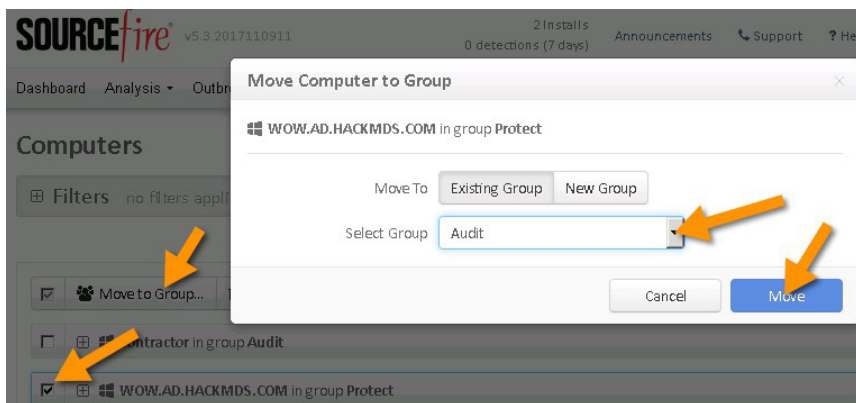 SOURCEfire® v5.3.2017110911
2 Installs
0 detections (7 days)
Announcements
Support
? He
Dashboard Analysis
Move Computer to Group
×
WOW.AD.HACKMDS.COM in group Protect
Computers
Move To Existing Group New Group
Filters no filters appli
Select Group Audit
Move to Group...
Cancel Move
in group Audit
WOW.AD.HACKMDS.COM in group Protect